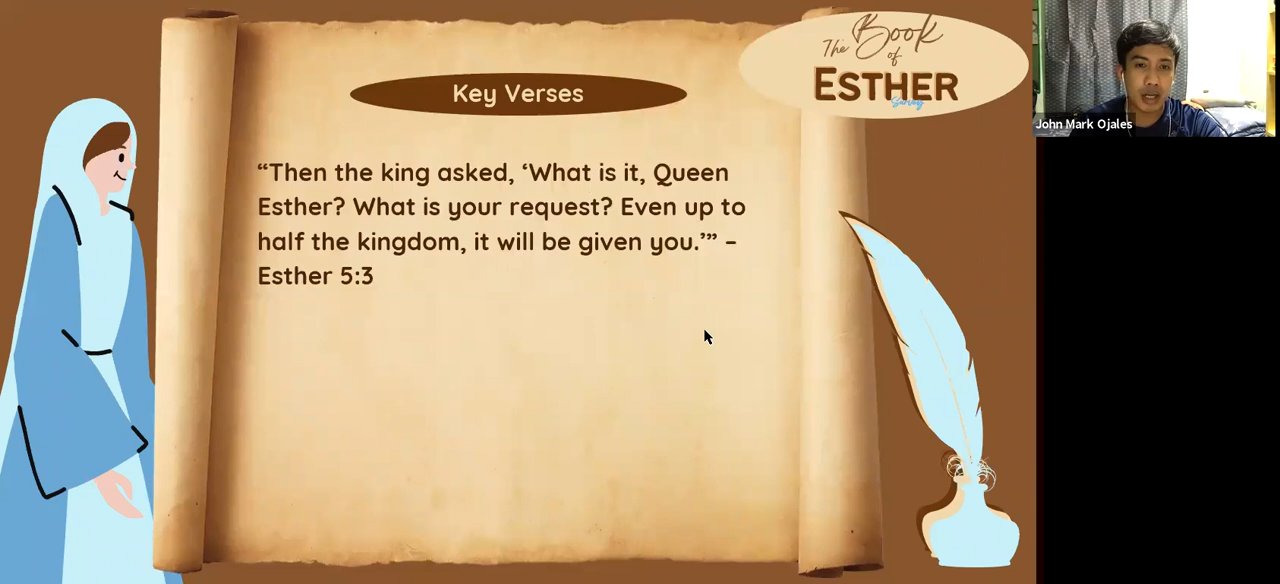 The Book
of
ESTHER
Survey
Key Verses
“Then the king asked, ‘What is it, Queen
Esther? What is your request? Even up to
half the kingdom, it will be given you.’” –
Esther 5:3
John Mark Ojales